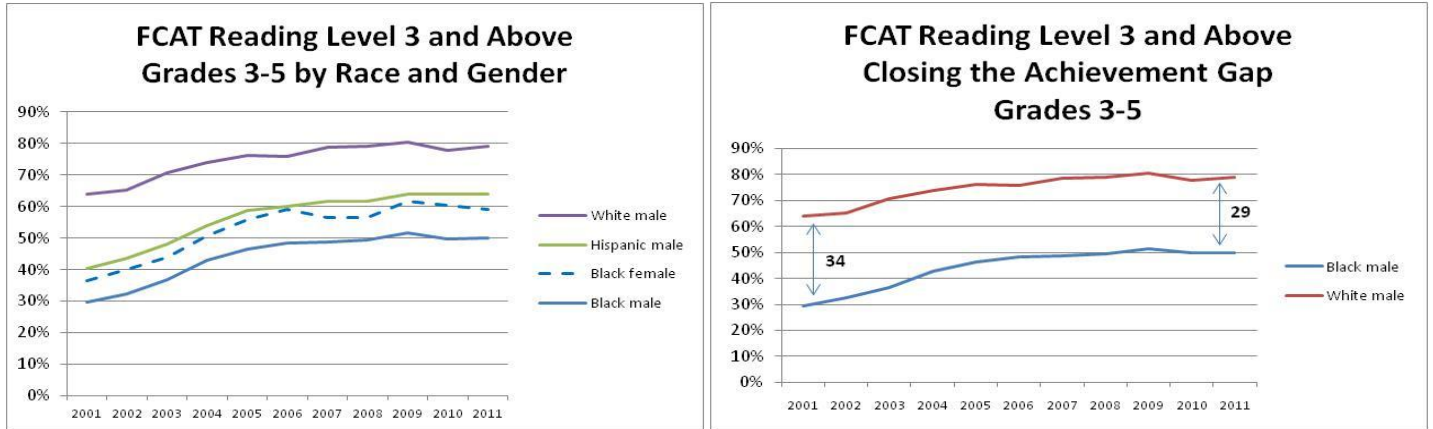 FCAT Reading Level 3 and Above
Grades 3-5 by Race and Gender
90%
80%
70%
60%
50%
40%
30%
20%
10%
0%
2001 2002 2003 2004 2005 2006 2007 2008 2009 2010 2011
White male
Hispanic male
Black female
Black male
FCAT Reading Level 3 and Above
Closing the Achievement Gap
Grades 3-5
90%
80%
70%
60%
50%
40%
30%
20%
10%
0%
34
29
2001 2002 2003 2004 2005 2006 2007 2008 2009 2010 2011
Black male
White male